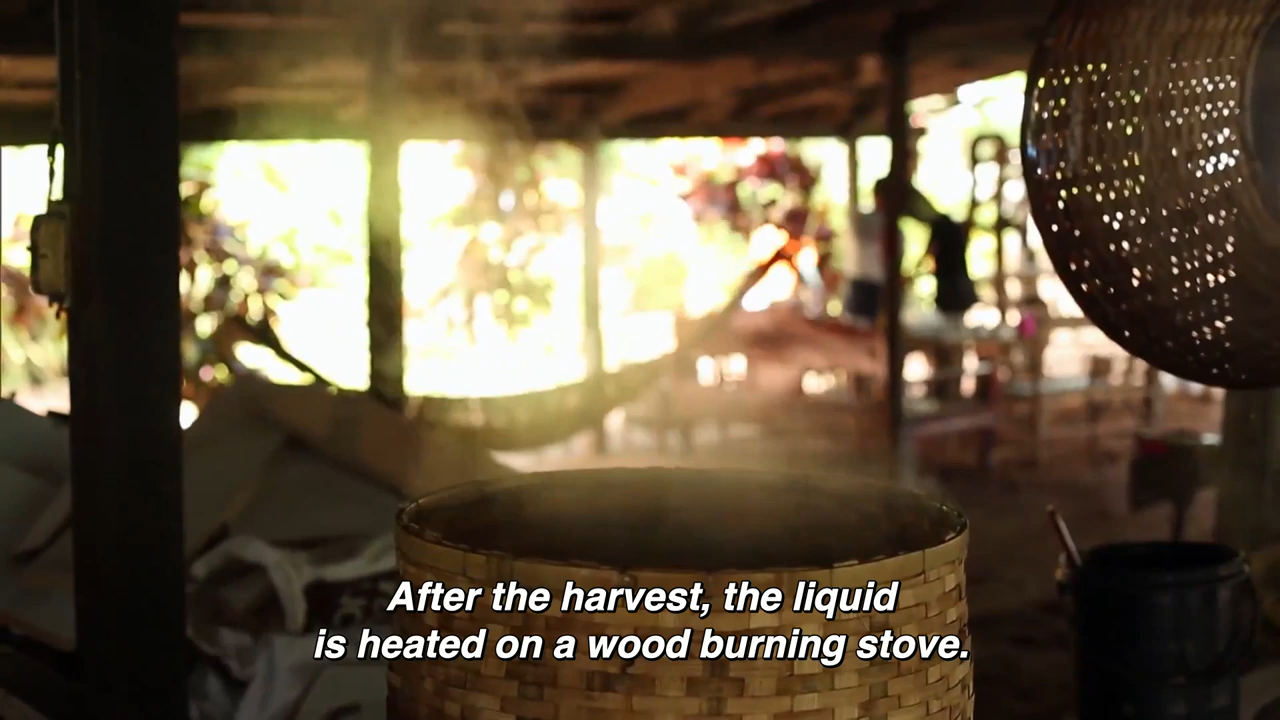 After the harvest, the liquid
is heated on a wood burning stove.